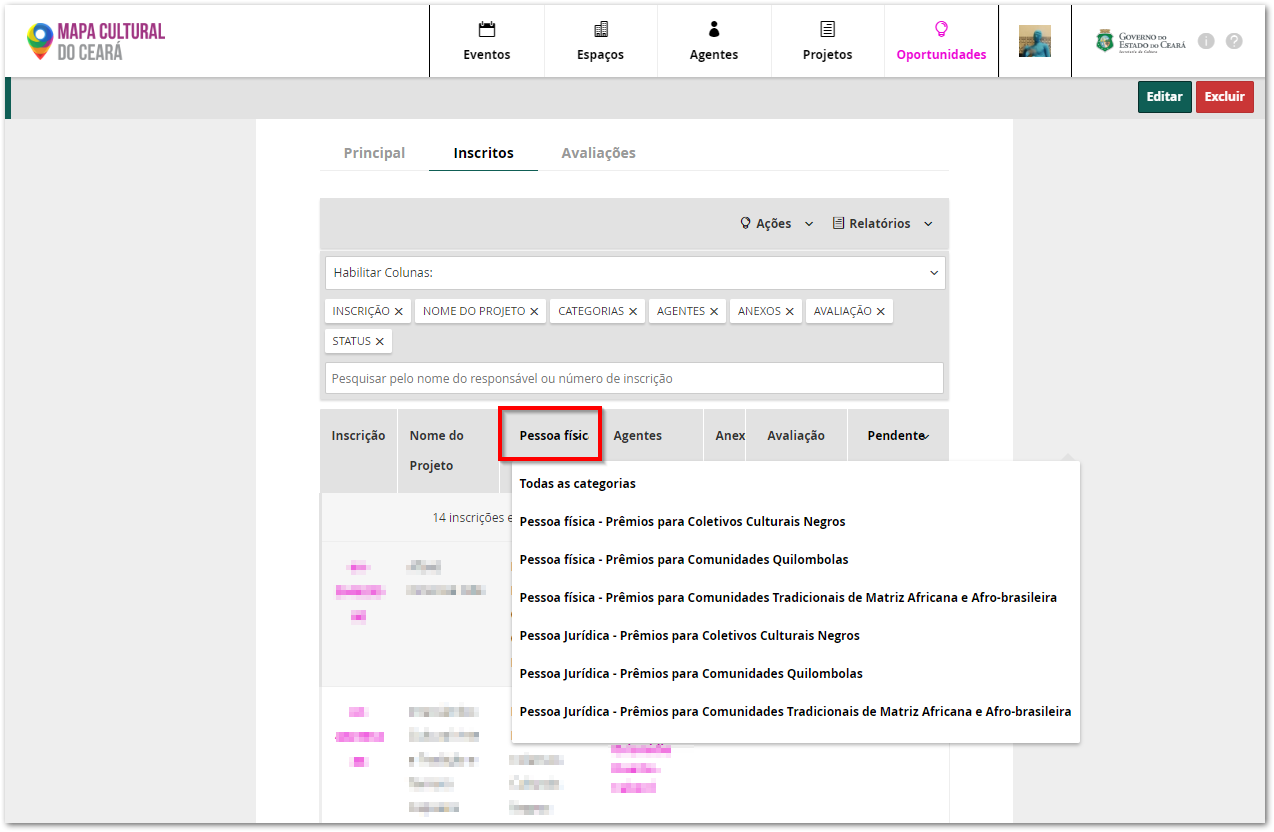 MAPA CULTURAL
DO CEARÁ
Eventos
Espaços
Agentes
Projetos
Oportunidades
GOVERNO DO
ESTADO DO CEARÁ
Secretaria da Cultura
i
?
Editar
Excluir
Principal
Inscritos
Avaliações
Ações
Relatórios
Habilitar Colunas:
INSCRIÇÃO ✕ NOME DO PROJETO ✕ CATEGORIAS ✕ AGENTES ✕ ANEXOS ✕ AVALIAÇÃO ✕
STATUS ✕
Pesquisar pelo nome do responsável ou número de inscrição
Inscrição
Nome do
Projeto
Pessoa físic
Agentes
Anex
Avaliação
Pendente
14 inscrições e
Todas as categorias
Pessoa física - Prêmios para Coletivos Culturais Negros
Pessoa física - Prêmios para Comunidades Quilombolas
Pessoa física - Prêmios para Comunidades Tradicionais de Matriz Africana e Afro-brasileira
Pessoa Jurídica - Prêmios para Coletivos Culturais Negros
Pessoa Jurídica - Prêmios para Comunidades Quilombolas
Pessoa Jurídica - Prêmios para Comunidades Tradicionais de Matriz Africana e Afro-brasileira